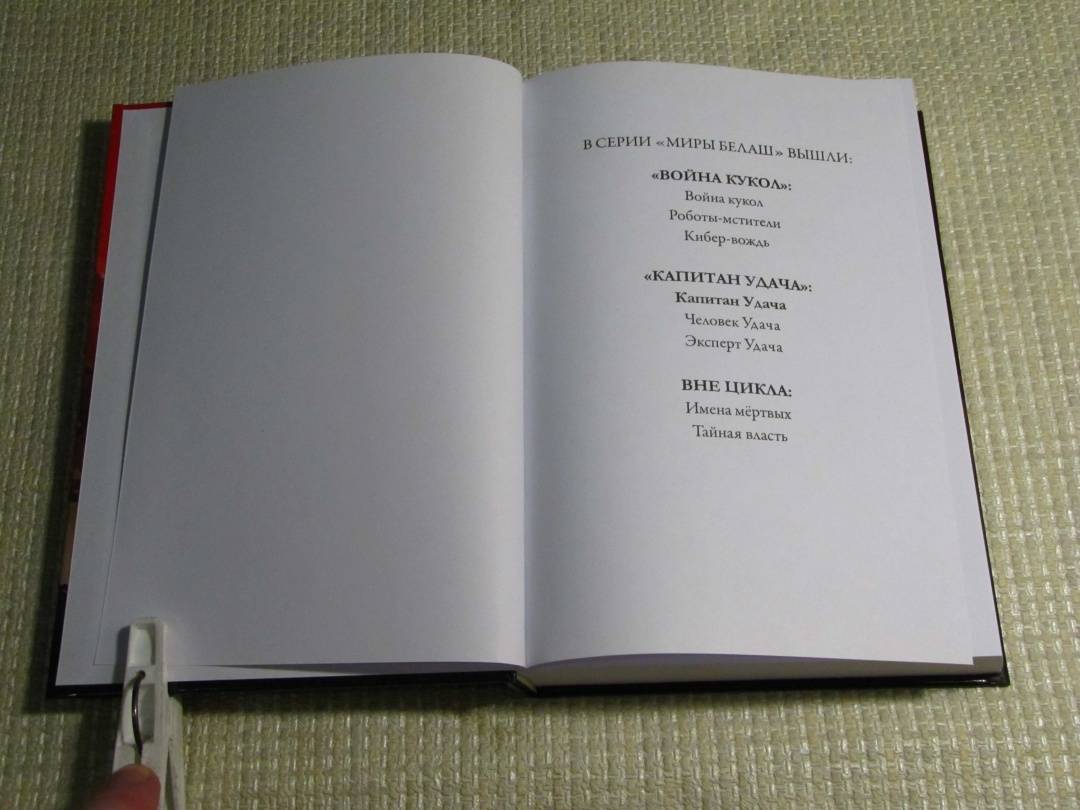 В СЕРИИ «МИРЫ БЕЛАШ» ВЫШЛИ:
«ВОЙНА КУКОЛ»:
Война кукол
Роботы-мстители
Кибер-вождь
«КАПИТАН УДАЧА»:
Капитан Удача
Человек Удача
Эксперт Удача
ВНЕ ЦИКЛА:
Имена мёртвых
Тайная власть